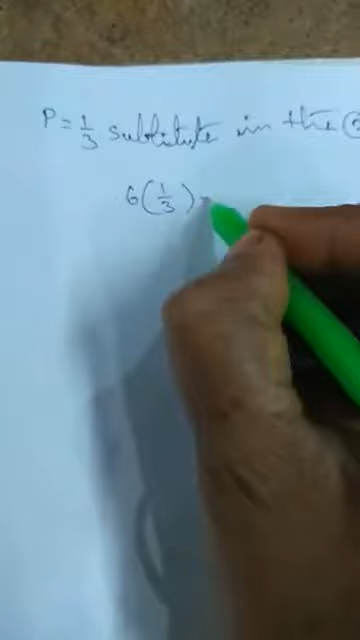 P = 1/3 substitute in the
6(1/3)